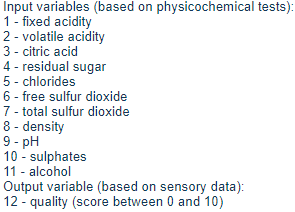 Input variables (based on physicochemical tests):
1 - fixed acidity
2 - volatile acidity
3 - citric acid
4 - residual sugar
5 - chlorides
6 - free sulfur dioxide
7 - total sulfur dioxide
8 - density
9 - pH
10 - sulphates
11 - alcohol
Output variable (based on sensory data):
12 - quality (score between 0 and 10)